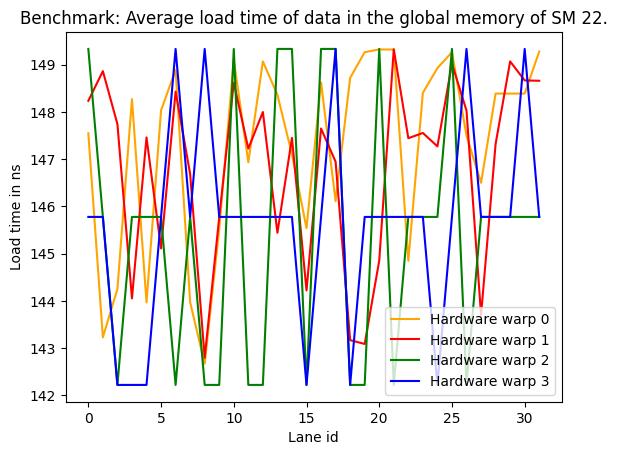 Benchmark: Average load time of data in the global memory of SM 22.
149
148
147
146
145
144
143
142
Load time in ns
Hardware warp 0
Hardware warp 1
Hardware warp 2
Hardware warp 3
0 5 10 15 20 25 30
Lane id